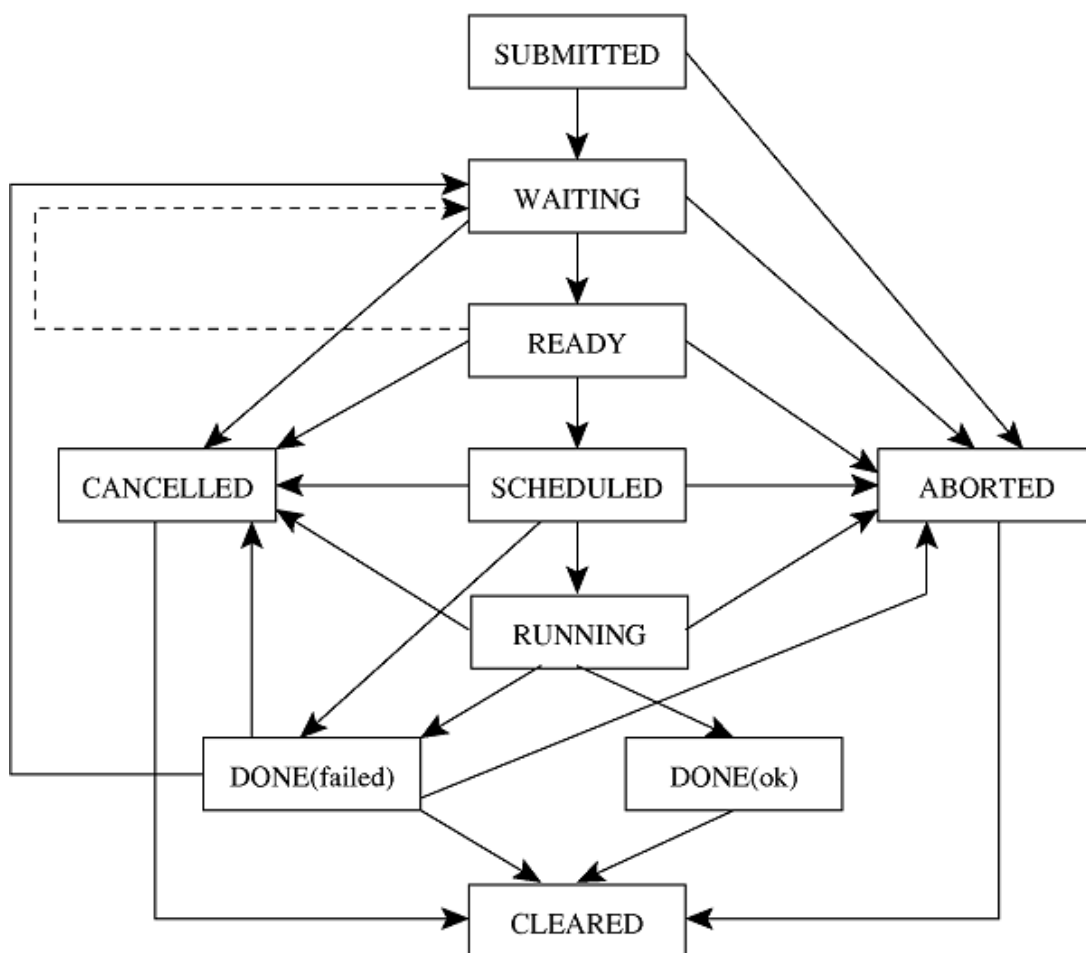 SUBMITTED
WAITING
READY
CANCELLED
SCHEDULED
ABORTED
RUNNING
DONE(failed)
DONE(ok)
CLEARED